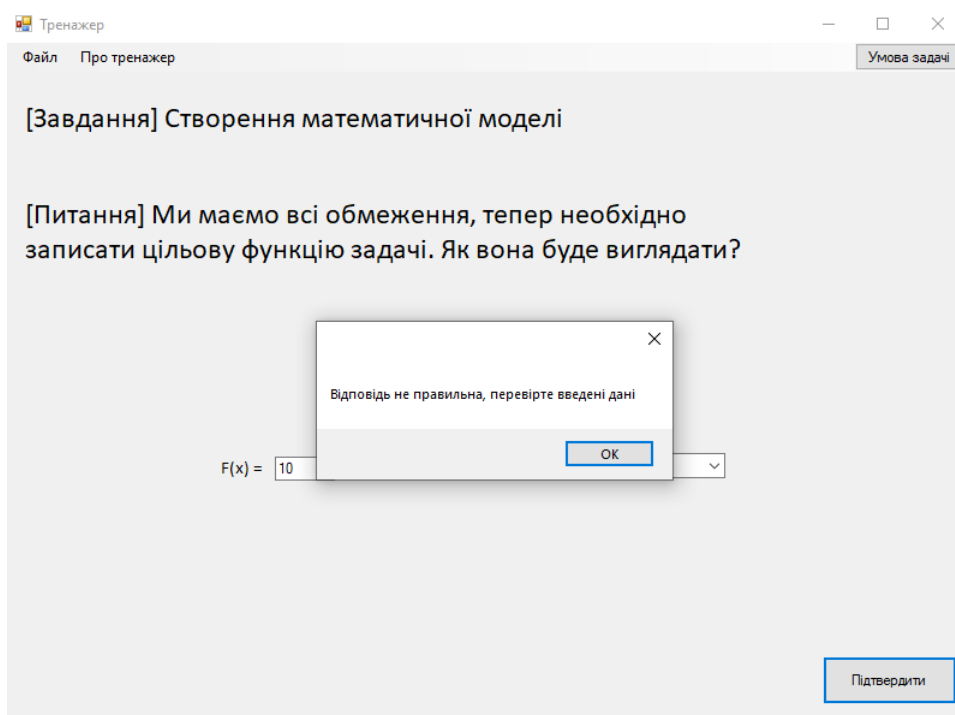 Тренажер
Файл Про тренажер Умова задачі
[Завдання] Створення математичної моделі
[Питання] Ми маємо всі обмеження, тепер необхідно
записати цільову функцію задачі. Як вона буде виглядати?
Відповідь не правильна, перевірте введені дані
OK
F(x) = 10
Підтвердити